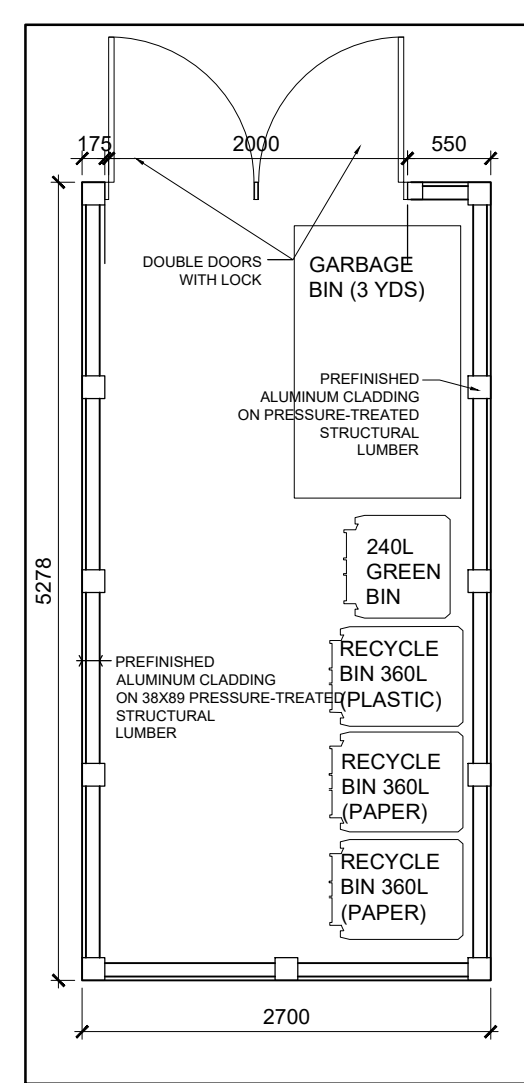 175
2000
550
DOUBLE DOORS
WITH LOCK
GARBAGE
BIN (3 YDS)
PREFINISHED
ALUMINUM CLADDING
ON PRESSURE-TREATED
STRUCTURAL
LUMBER
240L
GREEN
BIN
5278
PREFINISHED
ALUMINUM CLADDING
ON 38X89 PRESSURE-TREATED
STRUCTURAL
LUMBER
RECYCLE
BIN 360L
(PLASTIC)
RECYCLE
BIN 360L
(PAPER)
RECYCLE
BIN 360L
(PAPER)
2700